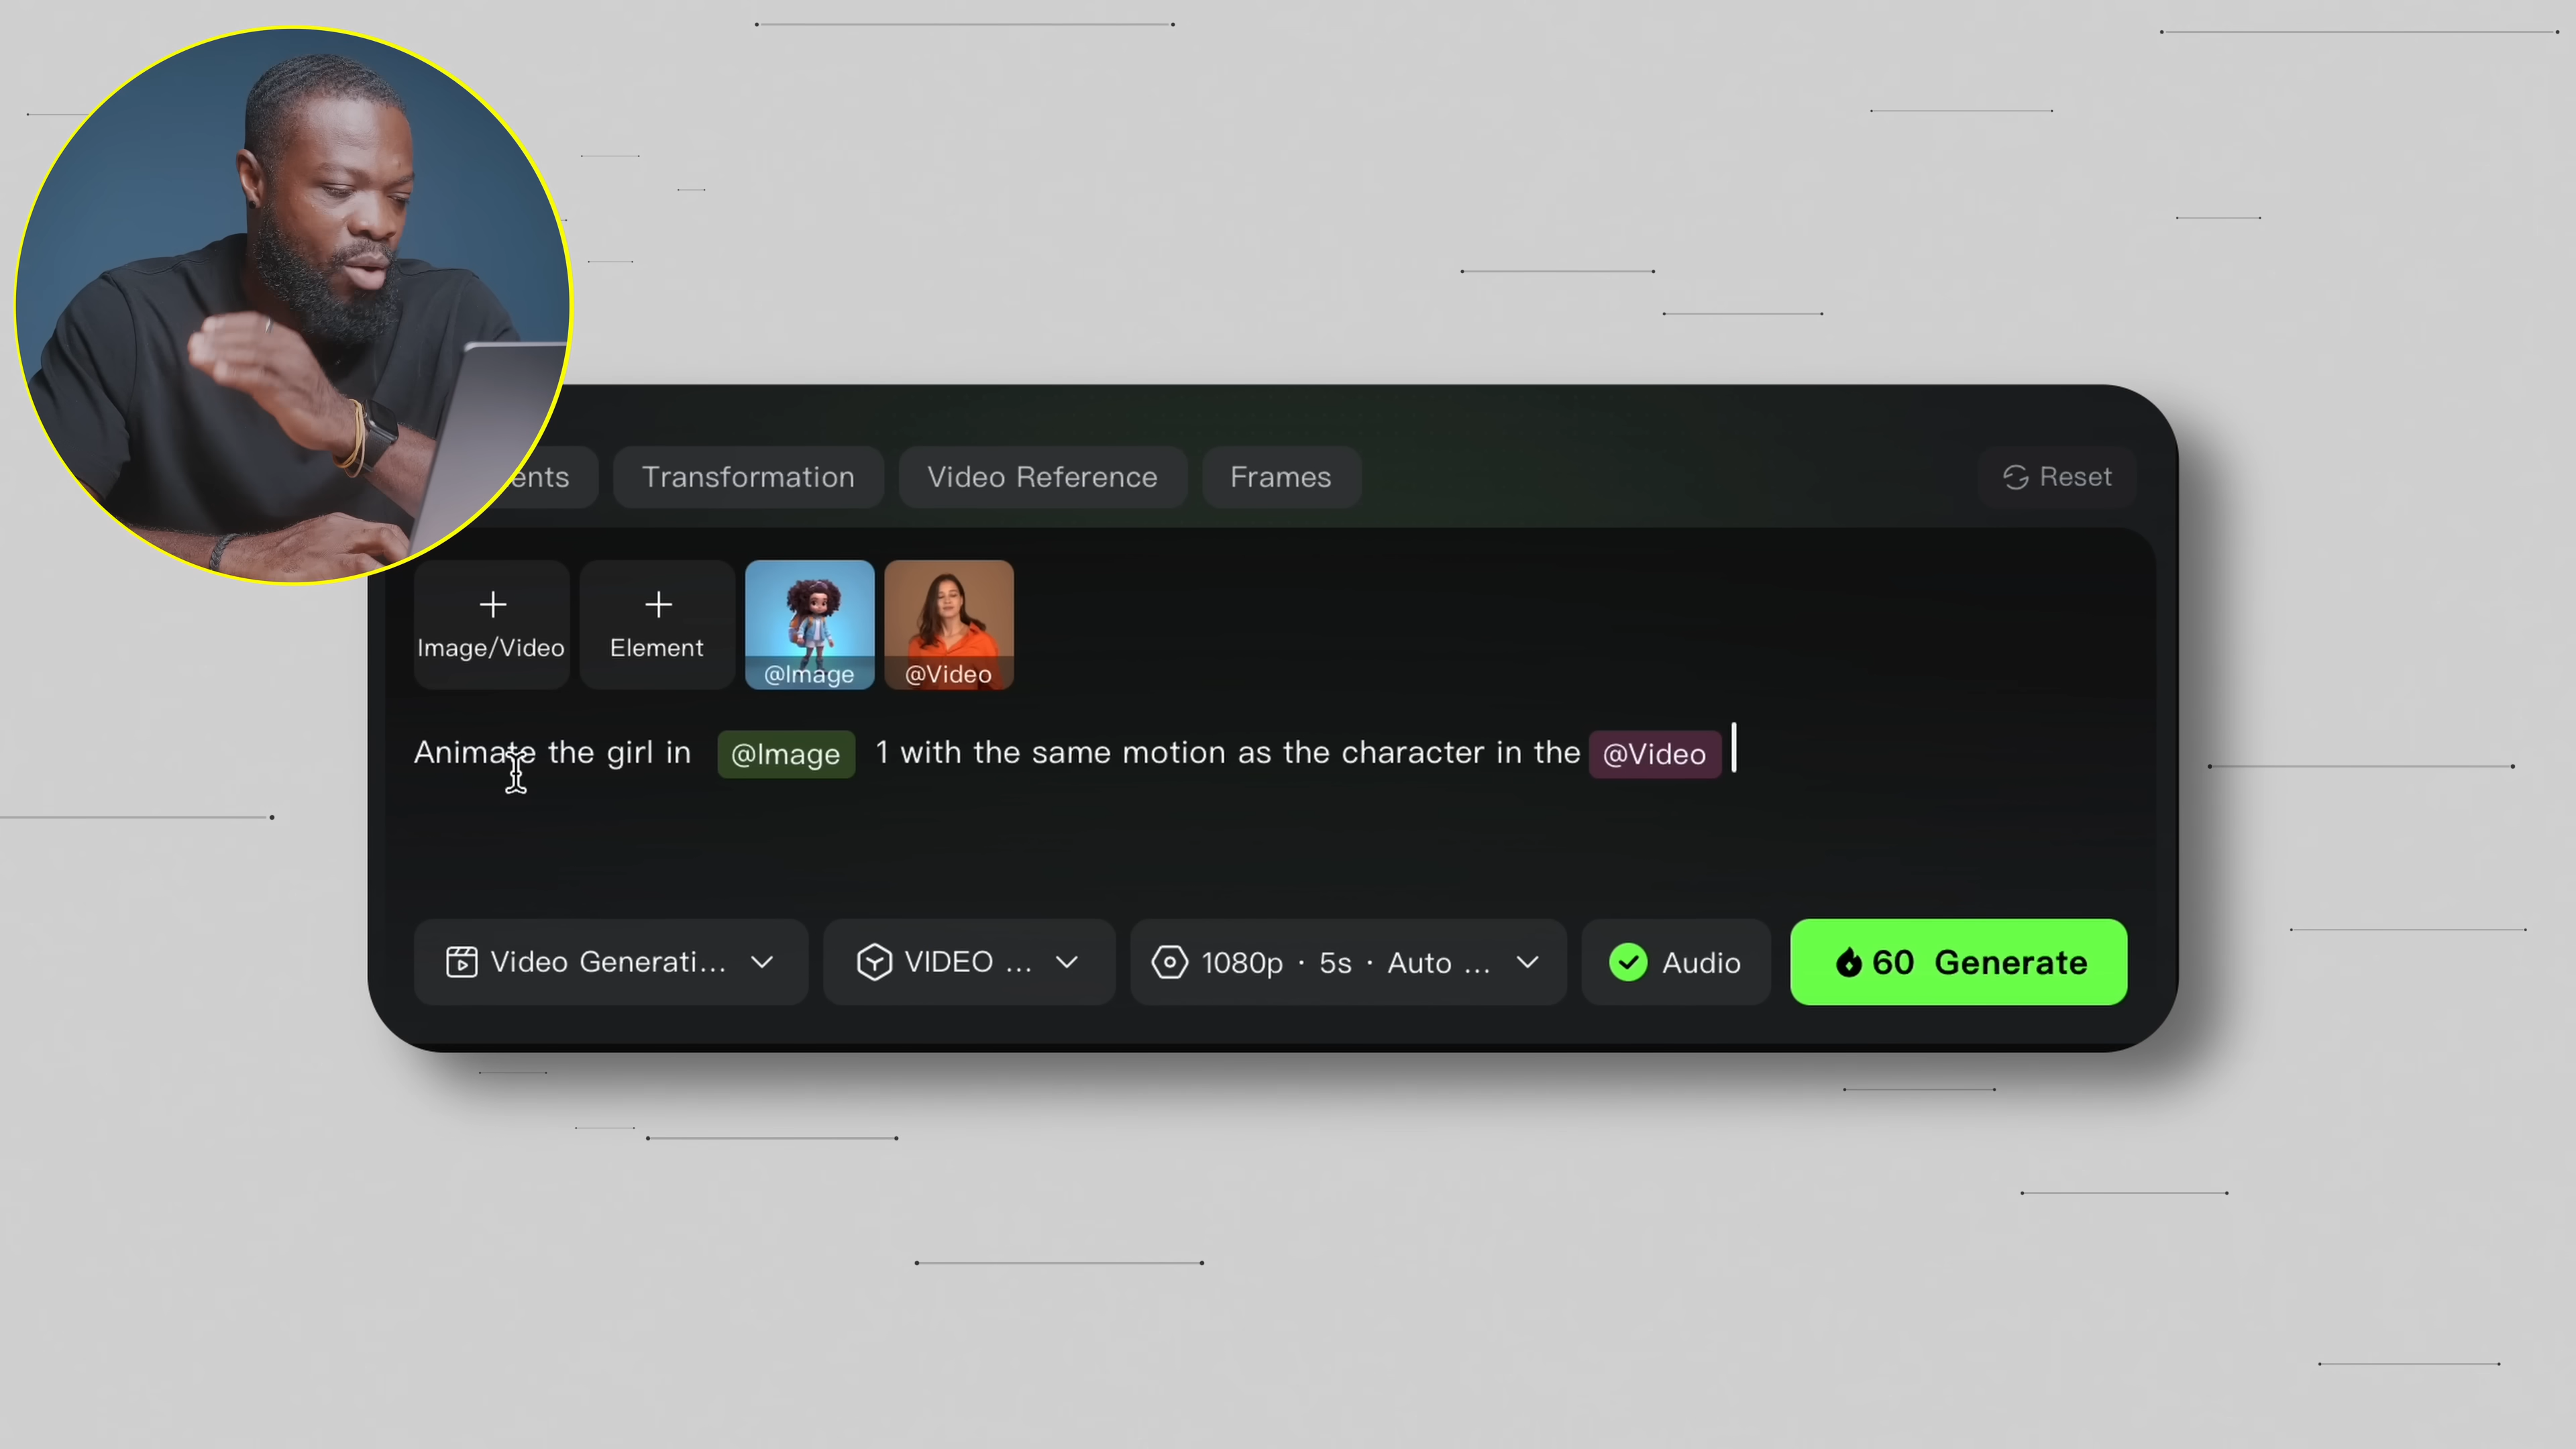 ents Transformation Video Reference Frames Reset
Image/Video Element @Image @Video
Animate the girl in @Image 1 with the same motion as the character in the @Video
Video Generati... VIDEO ... 1080p · 5s · Auto ... Audio 60 Generate